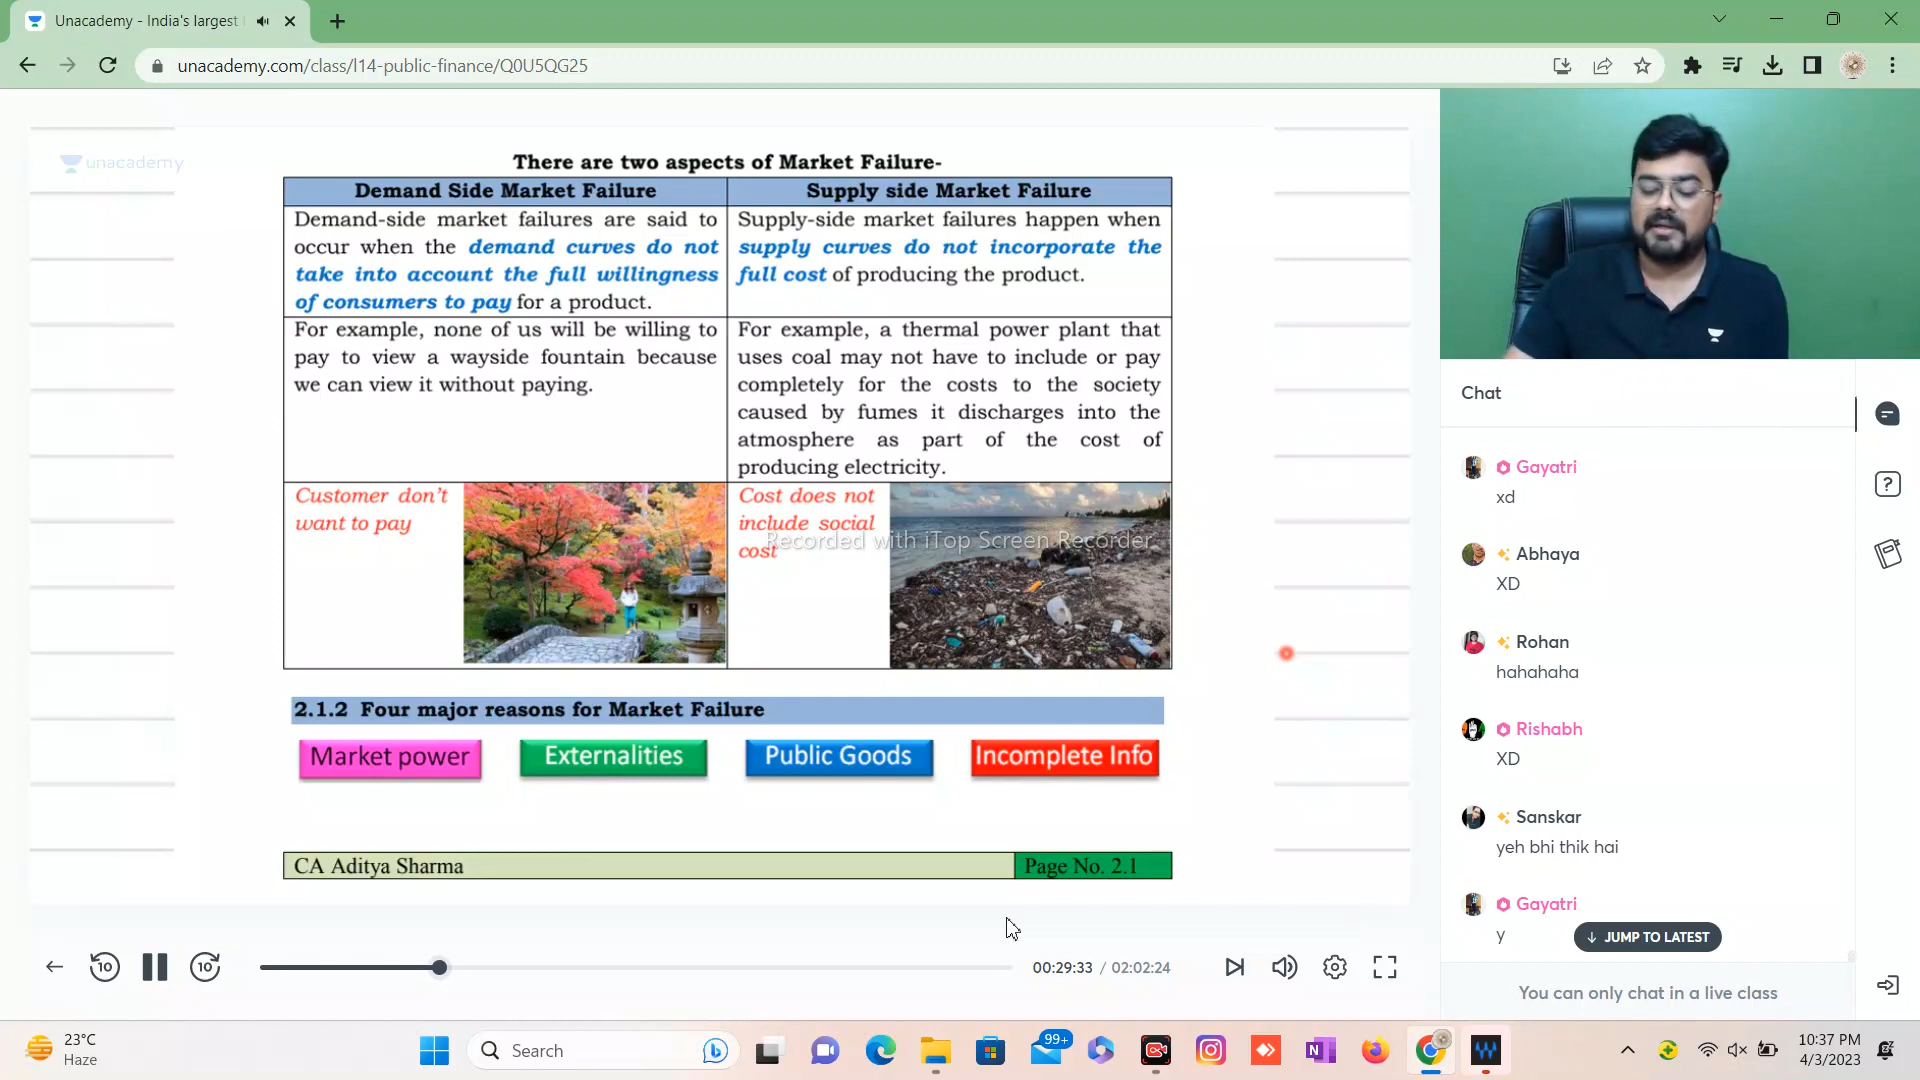 Unacademy - India's largest
unacademy.com/class/l14-public-finance/Q0U5QG25
unacademy
There are two aspects of Market Failure-
Demand Side Market Failure
Supply side Market Failure
Demand-side market failures are said to
occur when the demand curves do not
take into account the full willingness
of consumers to pay for a product.
Supply-side market failures happen when
supply curves do not incorporate the
full cost of producing the product.
For example, none of us will be willing to
pay to view a wayside fountain because
we can view it without paying.
For example, a thermal power plant that
uses coal may not have to include or pay
completely for the costs to the society
caused by fumes it discharges into the
atmosphere as part of the cost of
producing electricity.
Customer don't
want to pay
Cost does not
include social
cost
Recorded with iTop Screen Recorder
2.1.2 Four major reasons for Market Failure
Market power
Externalities
Public Goods
Incomplete Info
CA Aditya Sharma
Page No. 2.1
10
10
00:29:33 / 02:02:24
Chat
Gayatri
xd
Abhaya
XD
Rohan
hahahaha
Rishabh
XD
Sanskar
yeh bhi thik hai
Gayatri
y
JUMP TO LATEST
You can only chat in a live class
23°C
Haze
Search
99+
10:37 PM
4/3/2023